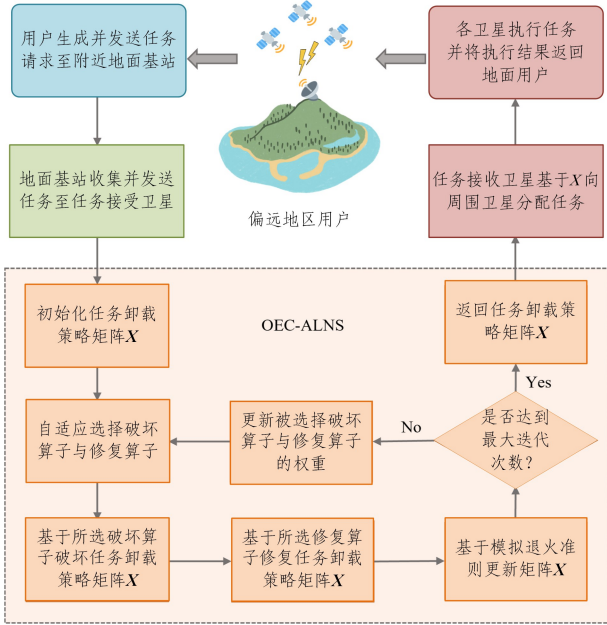 用户生成并发送任务
请求至附近地面基站
各卫星执行任务
并将执行结果返回
地面用户
地面基站收集并发送
任务至任务接受卫星
偏远地区用户
任务接收卫星基于X向
周围卫星分配任务
初始化任务卸载
策略矩阵X
OEC-ALNS
返回任务卸载策
略矩阵X
Yes
自适应选择破坏
算子与修复算子
更新被选择破坏
算子与修复算子
的权重
No
是否达到
最大迭代
次数?
基于所选破坏算
子破坏任务卸载
策略矩阵X
基于所选修复算
子修复任务卸载
策略矩阵X
基于模拟退火准
则更新矩阵X